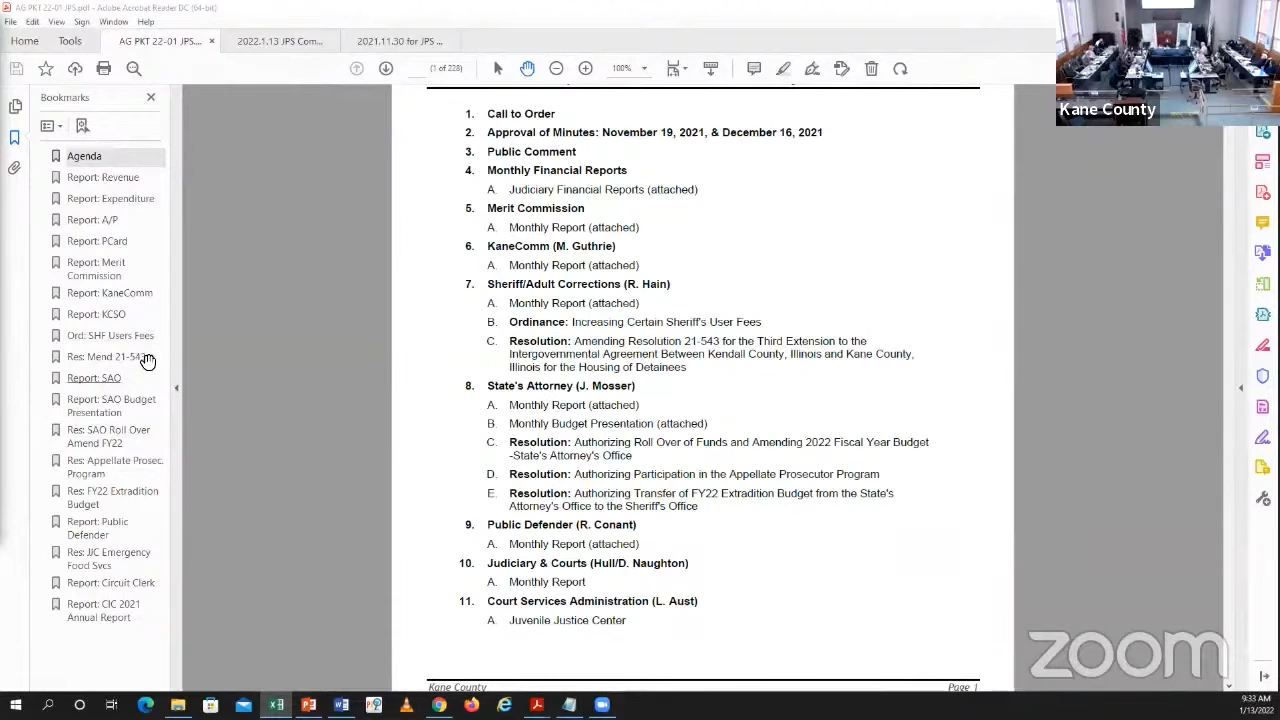 AG PKT 22-01 JPS.pdf - Adobe Acrobat Reader DC (64-bit)
File Edit View Sign Window Help
Home Tools AG PKT 22-01 JPS.... × 2022.1.13 JPS Com... 2021.11.30 for JPS ...
(1 of 228) 100%
Kane County
Bookmarks
Agenda
Report: Revenue
Report: Expenditure
Report: A/P
Report: PCard
Report: Merit
Commission
Report: KaneComm
Report: KCSO
Ord: SHF Users Fees
Res: Mend 21-543
Report: SAO
Report: SAO Budget
Presentation
Res: SAO Roll Over
Amend FY22
Res: Appellate Prosec.
Program
Res: FY22 Extradition
Budget
Report: Public
Defender
Res: JJC Emergency
Food Svcs
Report: Circuit Clerk
Report: CIC 2021
Annual Report
1. Call to Order
2. Approval of Minutes: November 19, 2021, & December 16, 2021
3. Public Comment
4. Monthly Financial Reports
A. Judiciary Financial Reports (attached)
5. Merit Commission
A. Monthly Report (attached)
6. KaneComm (M. Guthrie)
A. Monthly Report (attached)
7. Sheriff/Adult Corrections (R. Hain)
A. Monthly Report (attached)
B. Ordinance: Increasing Certain Sheriff's User Fees
C. Resolution: Amending Resolution 21-543 for the Third Extension to the
Intergovernmental Agreement Between Kendall County, Illinois and Kane County,
Illinois for the Housing of Detainees
8. State's Attorney (J. Mosser)
A. Monthly Report (attached)
B. Monthly Budget Presentation (attached)
C. Resolution: Authorizing Roll Over of Funds and Amending 2022 Fiscal Year Budget
-State's Attorney's Office
D. Resolution: Authorizing Participation in the Appellate Prosecutor Program
E. Resolution: Authorizing Transfer of FY22 Extradition Budget from the State's
Attorney's Office to the Sheriff's Office
9. Public Defender (R. Conant)
A. Monthly Report (attached)
10. Judiciary & Courts (Hull/D. Naughton)
A. Monthly Report
11. Court Services Administration (L. Aust)
A. Juvenile Justice Center
Kane County Page 1
zoom
9:33 AM
1/13/2022